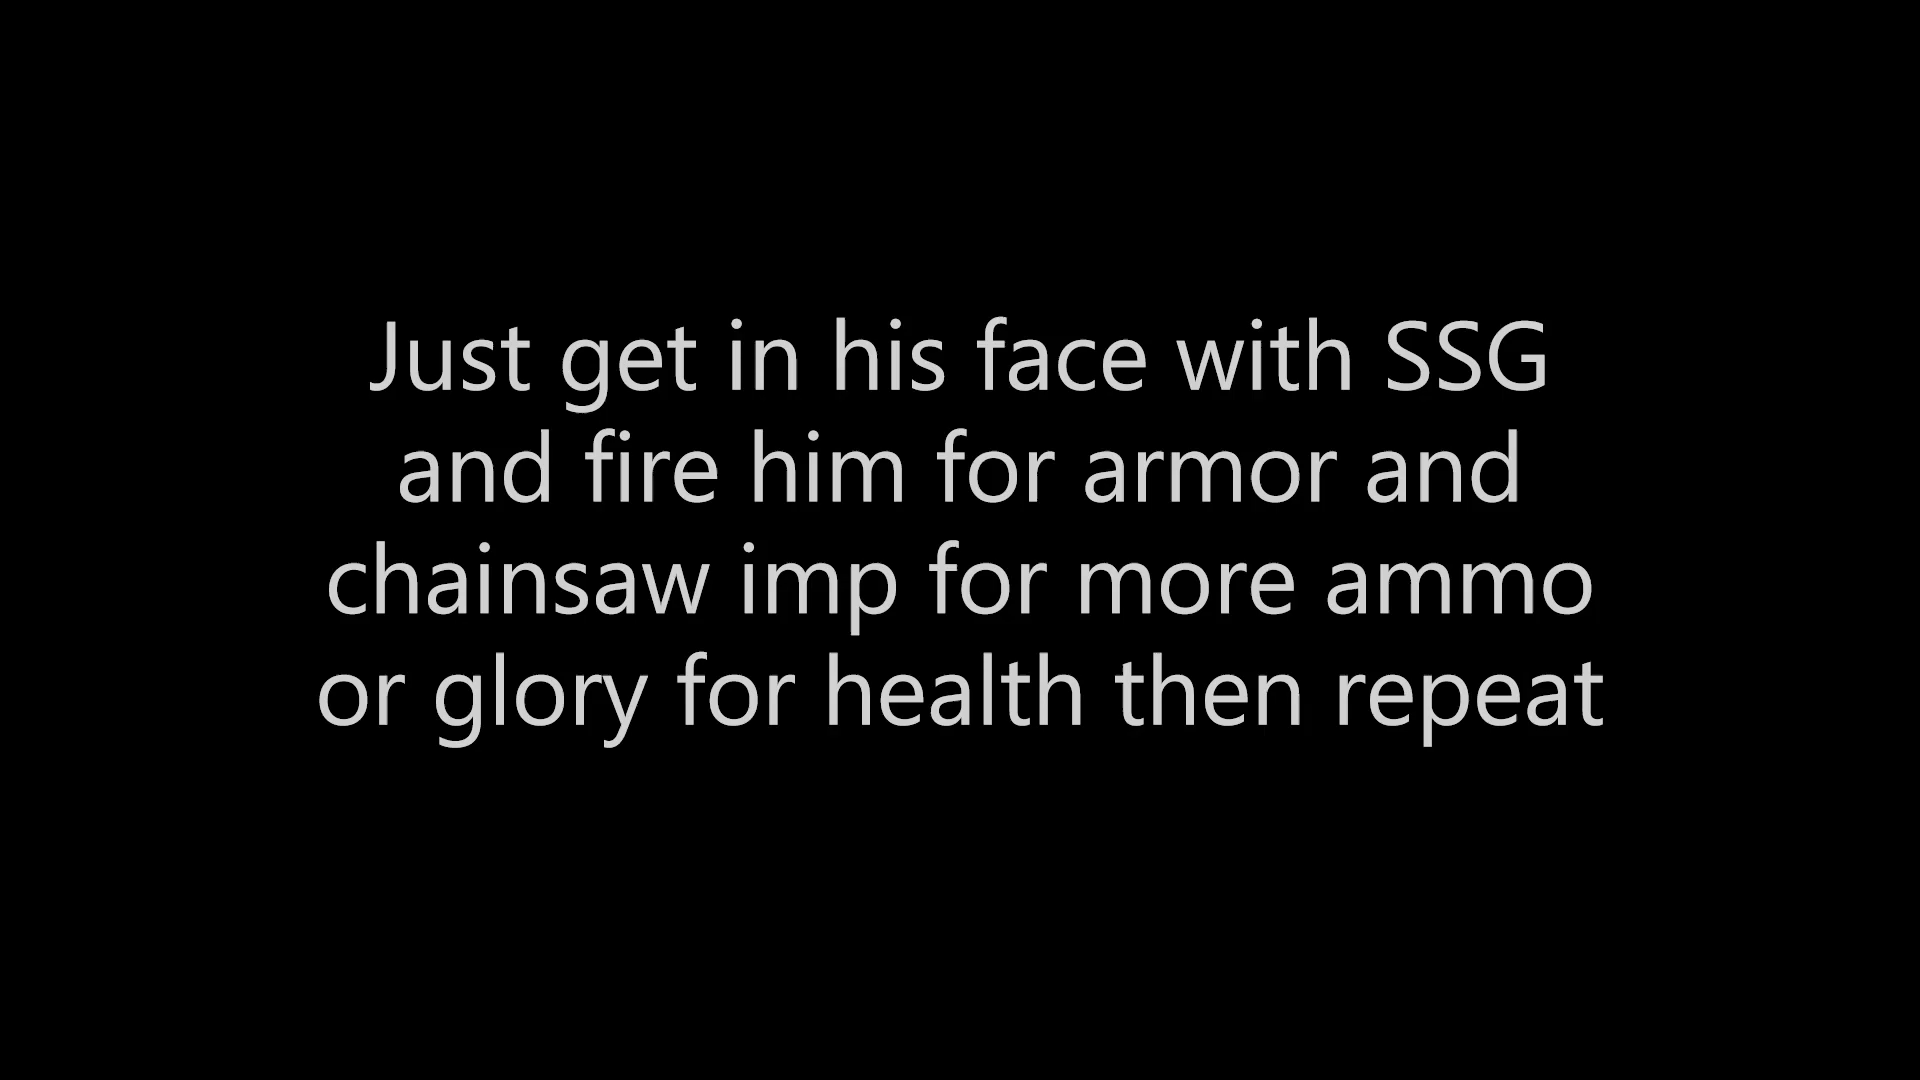 Just get in his face with SSG
and fire him for armor and
chainsaw imp for more ammo
or glory for health then repeat